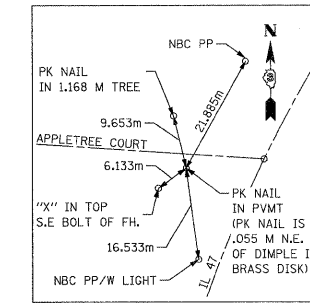 NBC PP
N
PK NAIL
IN 1.168 M TREE
21.885m
9.653m
APPLETREE COURT
6.133m
"X" IN TOP
S.E BOLT OF FH.
PK NAIL
IN PVMT
(PK NAIL IS
.055 M N.E.
OF DIMPLE I
BRASS DISK)
16.533m
NBC PP/W LIGHT
IL 47